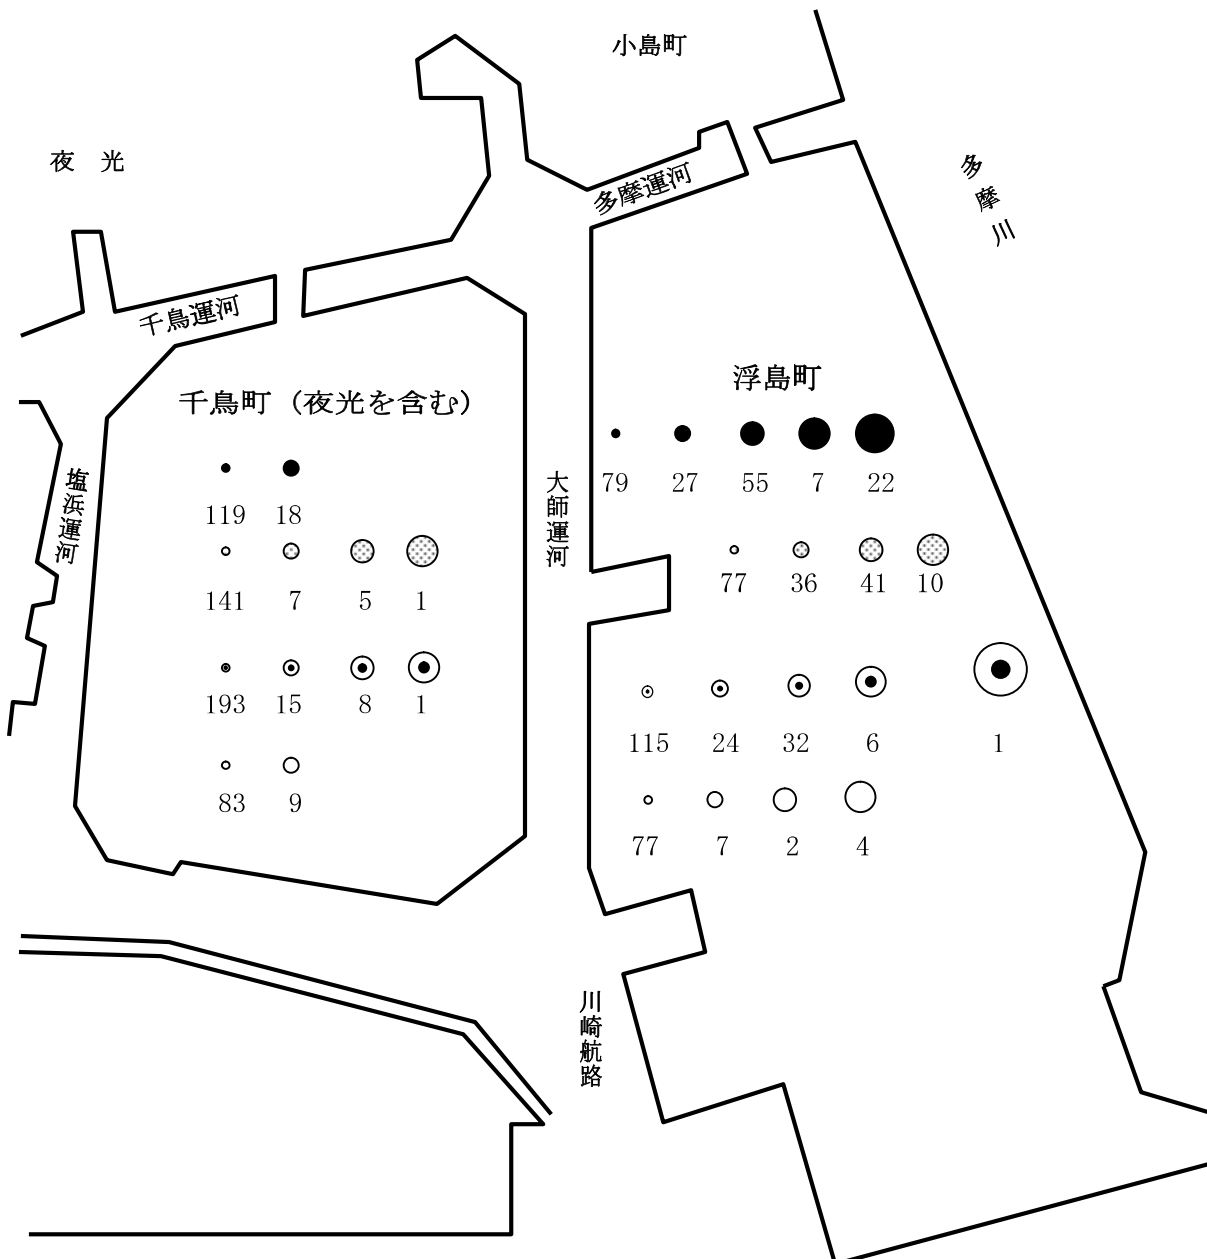 小島町
夜　光
多摩運河
多摩川
千鳥運河
千鳥町（夜光を含む）
浮島町
塩浜運河
大師運河
119 18
141 7 5 1
193 15 8 1
83 9
79 27 55 7 22
77 36 41 10
115 24 32 6 1
77 7 2 4
川崎航路